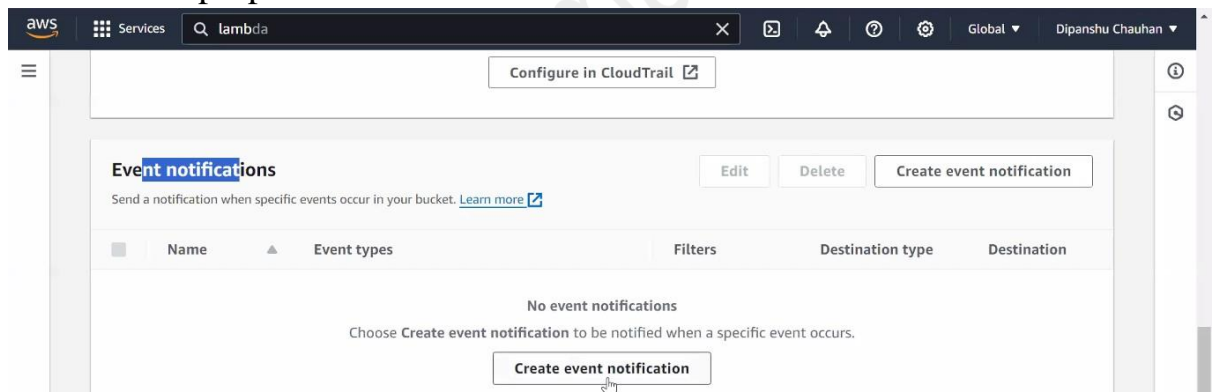 aws Services lambda Global ▼ Dipanshu Chauhan ▼
Configure in CloudTrail
Event notifications Edit Delete Create event notification
Send a notification when specific events occur in your bucket. Learn more
Name Event types Filters Destination type Destination
No event notifications
Choose Create event notification to be notified when a specific event occurs.
Create event notification